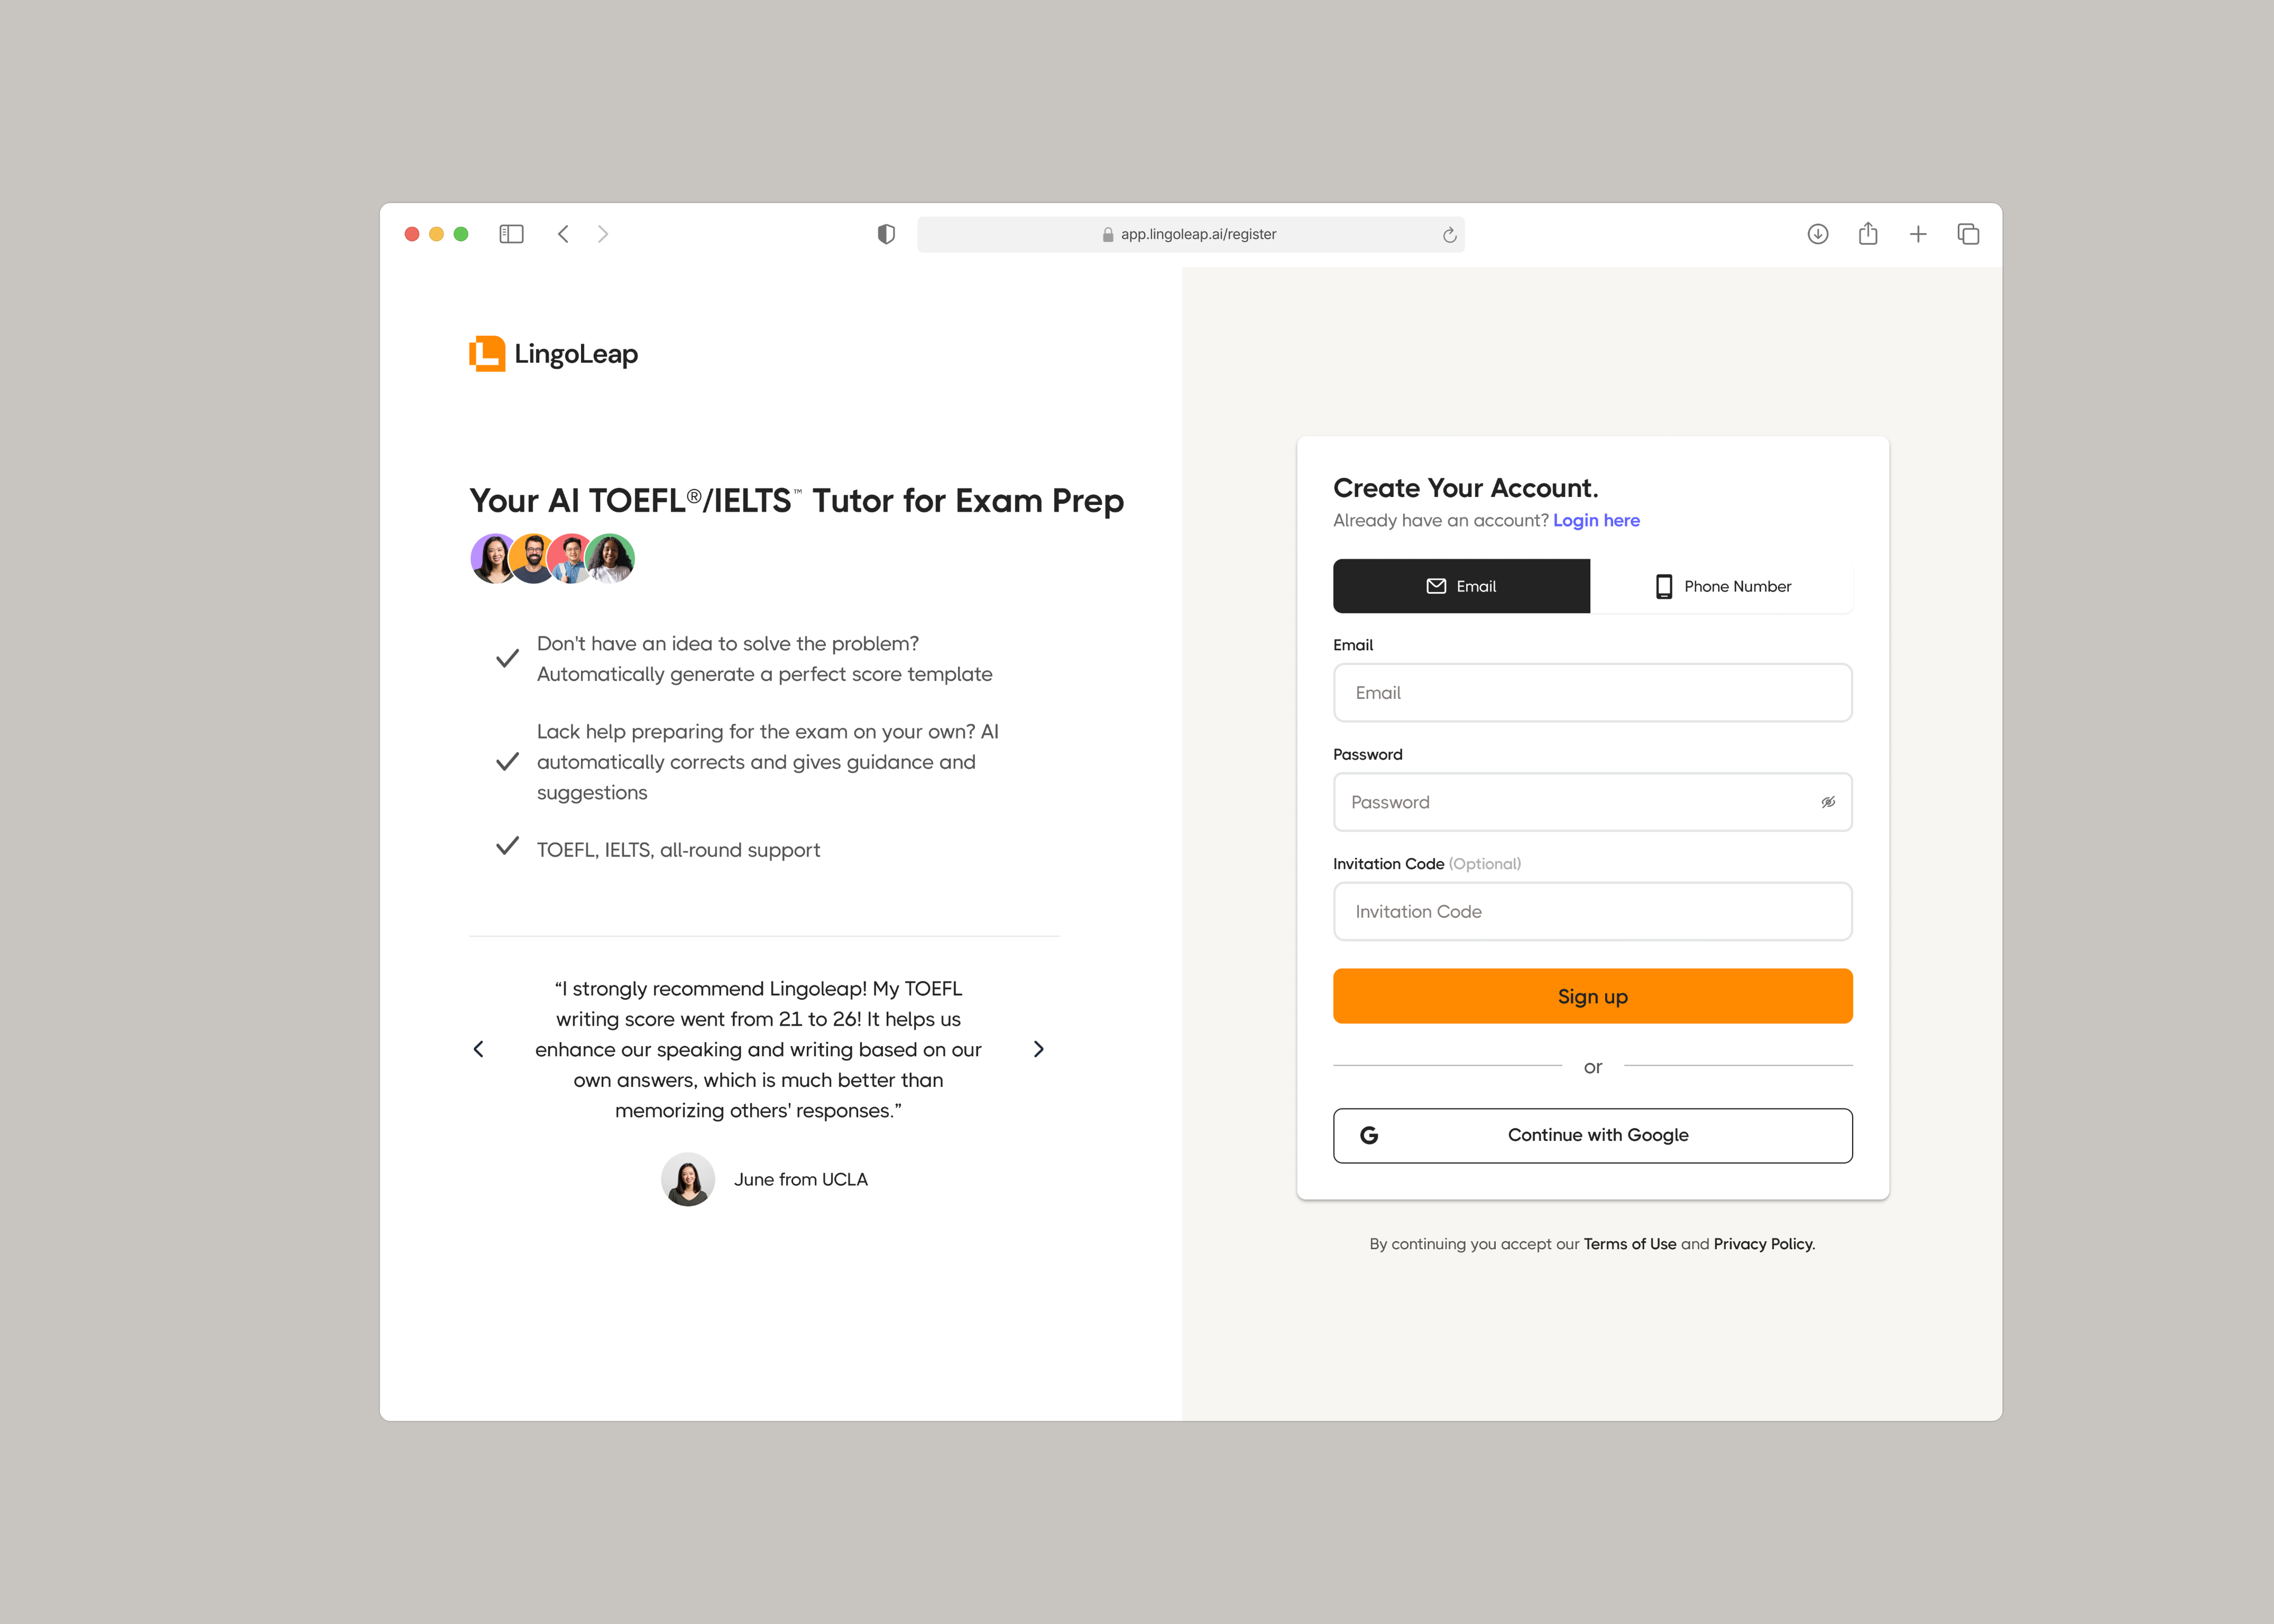 app.lingoleap.ai/register
LingoLeap
Your AI TOEFL®/IELTS™ Tutor for Exam Prep
Don't have an idea to solve the problem?
Automatically generate a perfect score template
Lack help preparing for the exam on your own? AI
automatically corrects and gives guidance and
suggestions
TOEFL, IELTS, all-round support
“I strongly recommend Lingoleap! My TOEFL
writing score went from 21 to 26! It helps us
enhance our speaking and writing based on our
own answers, which is much better than
memorizing others' responses.”
June from UCLA
Create Your Account.
Already have an account? Login here
Email
Phone Number
Email
Email
Password
Password
Invitation Code (Optional)
Invitation Code
Sign up
or
G
Continue with Google
By continuing you accept our Terms of Use and Privacy Policy.